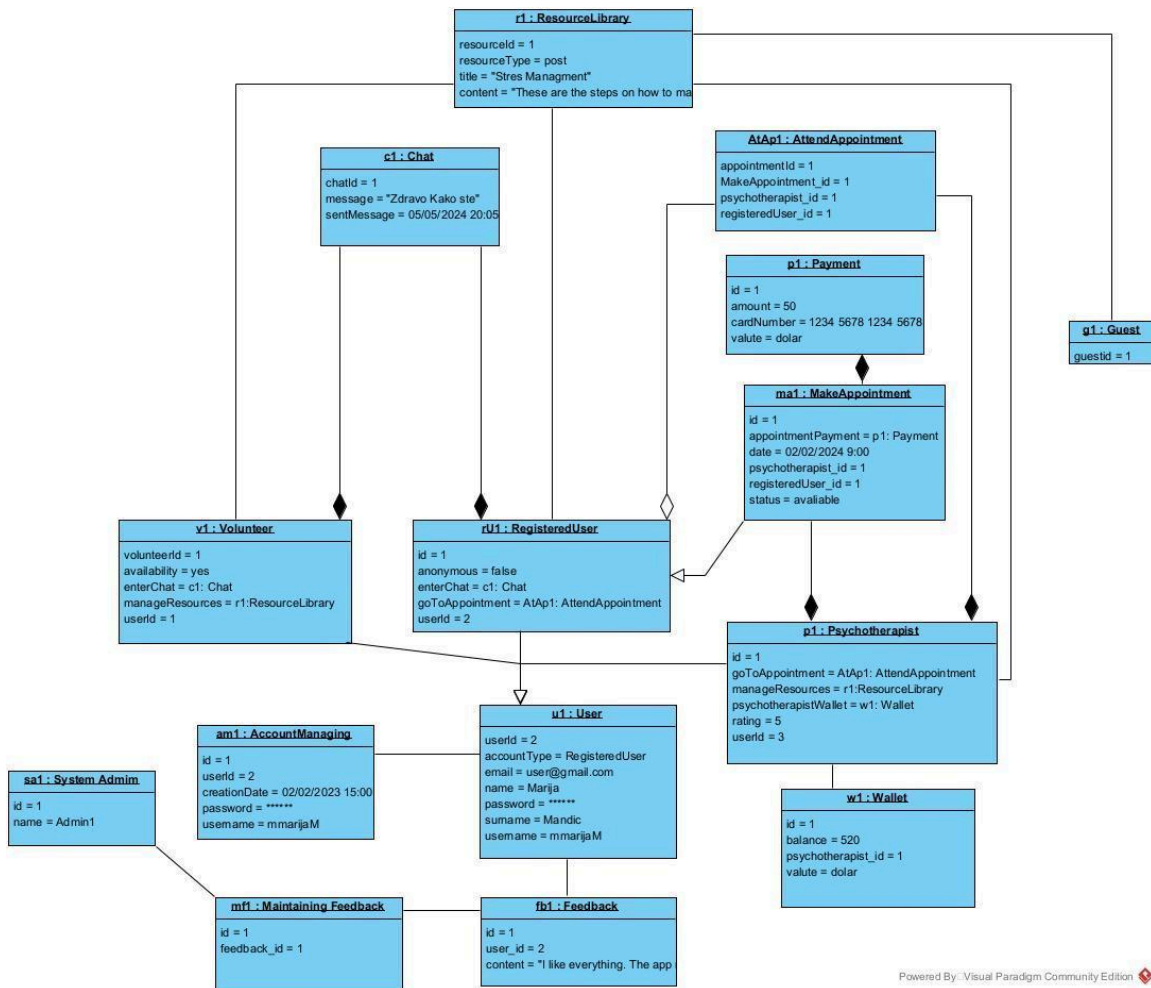 r1 : ResourceLibrary
resourceId = 1
resourceType = post
title = "Stres Managment"
content = "These are the steps on how to ma
c1 : Chat
chatId = 1
message = "Zdravo Kako ste"
sentMessage = 05/05/2024 20:05
AtAp1 : AttendAppointment
appointmentId = 1
MakeAppointment_id = 1
psychotherapist_id = 1
registeredUser_id = 1
p1 : Payment
id = 1
amount = 50
cardNumber = 1234 5678 1234 5678
valute = dolar
g1 : Guest
guestid = 1
ma1 : MakeAppointment
id = 1
appointmentPayment = p1: Payment
date = 02/02/2024 9:00
psychotherapist_id = 1
registeredUser_id = 1
status = avaliable
v1 : Volunteer
volunteerId = 1
availability = yes
enterChat = c1: Chat
manageResources = r1:ResourceLibrary
userId = 1
rU1 : RegisteredUser
id = 1
anonymous = false
enterChat = c1: Chat
goToAppointment = AtAp1: AttendAppointment
userId = 2
p1 : Psychotherapist
id = 1
goToAppointment = AtAp1: AttendAppointment
manageResources = r1:ResourceLibrary
psychotherapistWallet = w1: Wallet
rating = 5
userId = 3
u1 : User
userId = 2
accountType = RegisteredUser
email = user@gmail.com
name = Marija
password = ******
surname = Mandic
username = mmarijaM
am1 : AccountManaging
id = 1
userId = 2
creationDate = 02/02/2023 15:00
password = ******
username = mmarijaM
sa1 : System Admim
id = 1
name = Admin1
w1 : Wallet
id = 1
balance = 520
psychotherapist_id = 1
valute = dolar
mf1 : Maintaining Feedback
id = 1
feedback_id = 1
fb1 : Feedback
id = 1
user_id = 2
content = "I like everything. The app
Powered By Visual Paradigm Community Edition